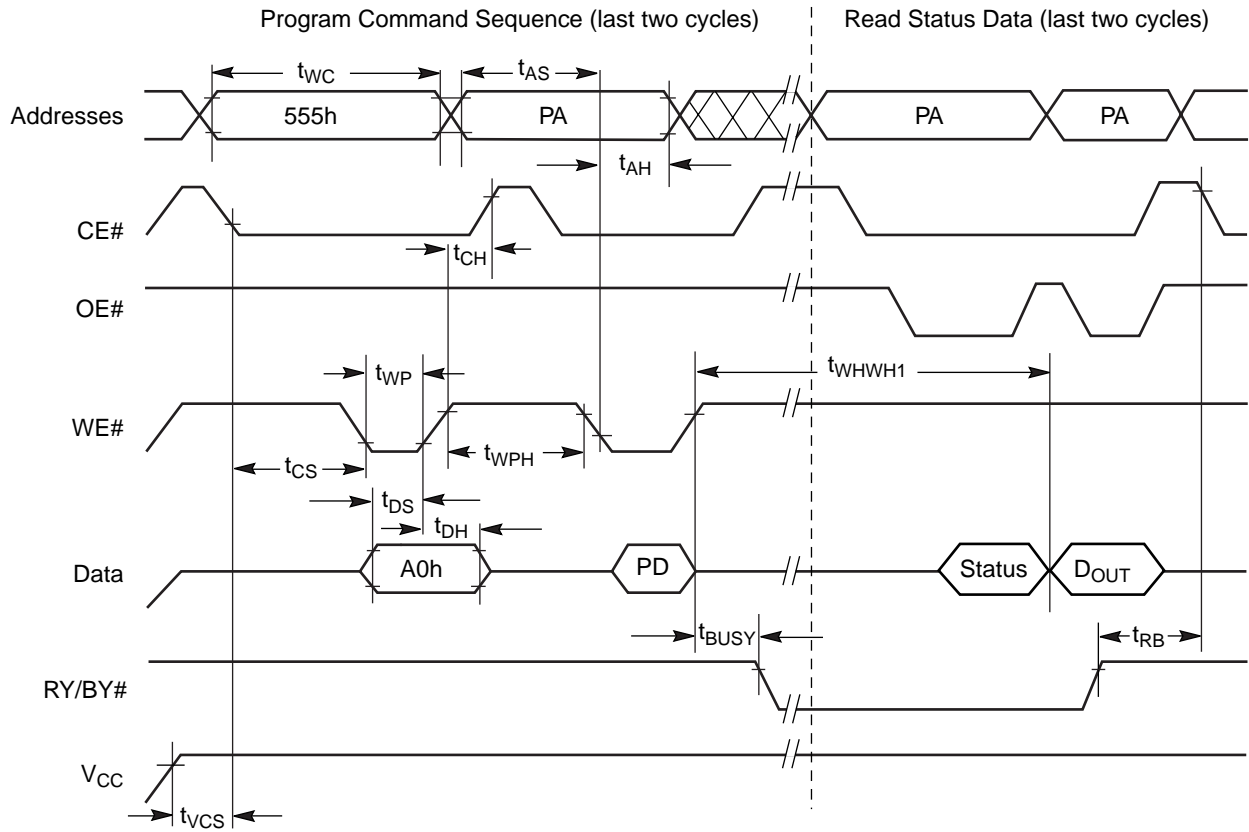 Program Command Sequence (last two cycles)
Read Status Data (last two cycles)
tWC
tAS
Addresses
555h
PA
PA
PA
tAH
CE#
tCH
OE#
tWP
tWHWH1
WE#
tCS
tWPH
tDS
tDH
Data
A0h
PD
Status
DOUT
tBUSY
tRB
RY/BY#
VCC
tVCS